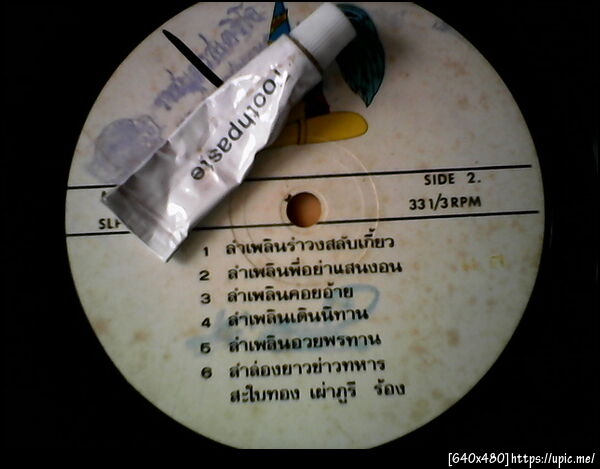 Toothpaste
SIDE 2.
33 1/3 RPM
1 ลำเพลินรำวงสลับเกี้ยว
2 ลำเพลินพี่อย่าแสนงอน
3 ลำเพลินคอยอ้าย
4 ลำเพลินเดินนิทาน
5 ลำเพลินอวยพรทาน
6 ลำล่องยาวข่าวทหาร
สะใบทอง เผ่าภูริ ร้อง
[640x480]https://upic.me/